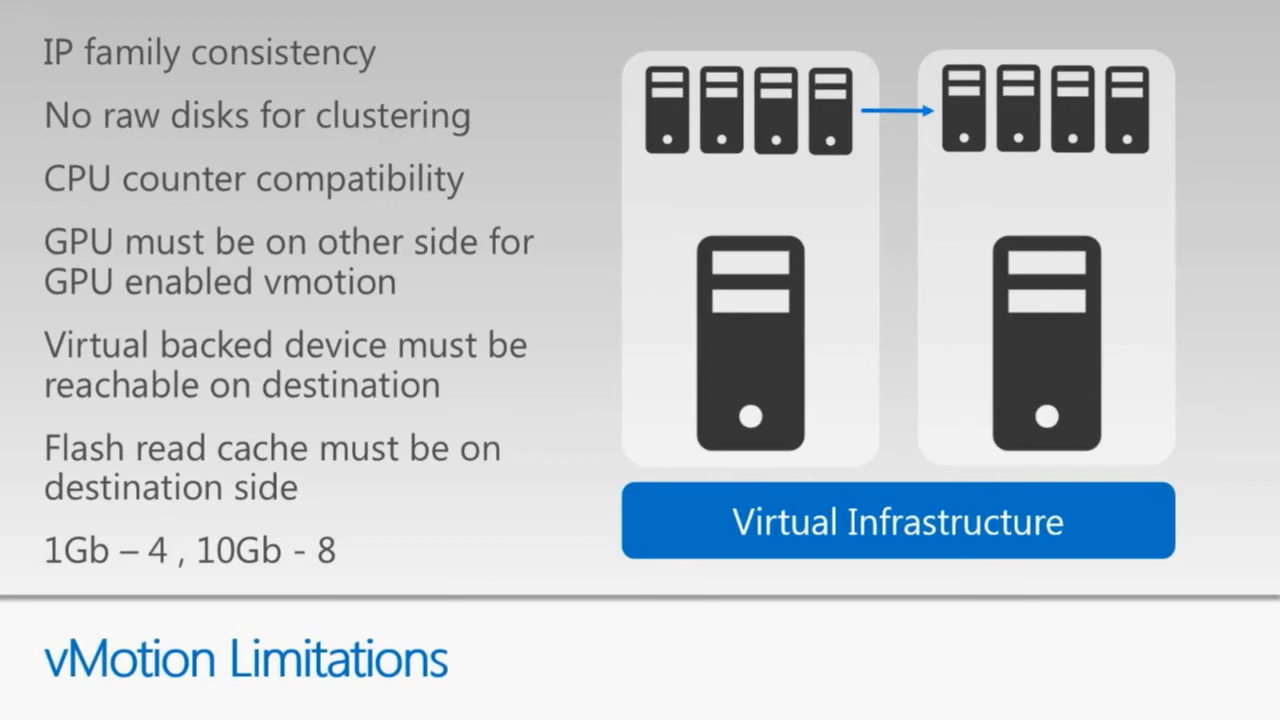 IP family consistency
No raw disks for clustering
CPU counter compatibility
GPU must be on other side for
GPU enabled vmotion
Virtual backed device must be
reachable on destination
Flash read cache must be on
destination side
1Gb – 4 , 10Gb - 8
Virtual Infrastructure
vMotion Limitations